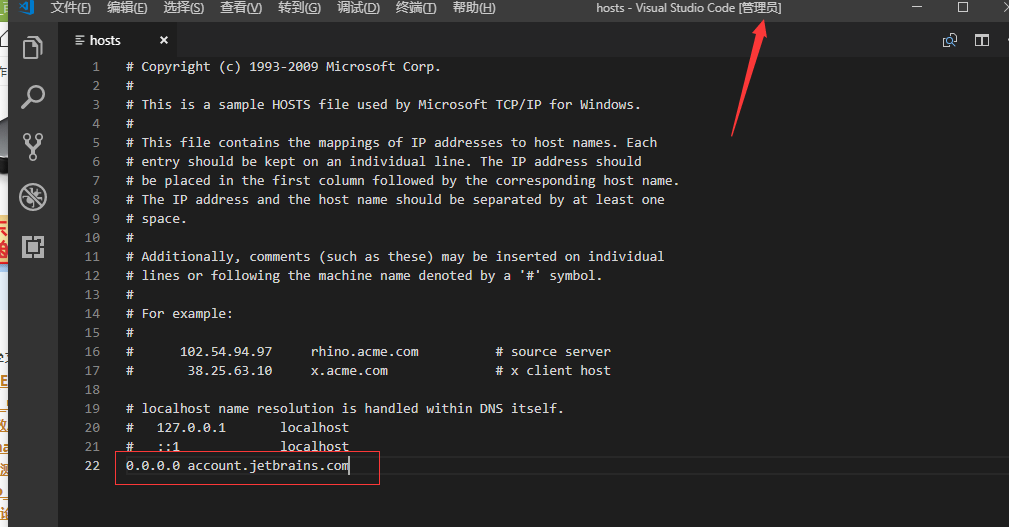 文件(F) 编辑(E) 选择(S) 查看(V) 转到(G) 调试(D) 终端(T) 帮助(H) hosts - Visual Studio Code [管理员]
hosts ×
1 # Copyright (c) 1993-2009 Microsoft Corp.
2 #
3 # This is a sample HOSTS file used by Microsoft TCP/IP for Windows.
4 #
5 # This file contains the mappings of IP addresses to host names. Each
6 # entry should be kept on an individual line. The IP address should
7 # be placed in the first column followed by the corresponding host name.
8 # The IP address and the host name should be separated by at least one
9 # space.
10 #
11 # Additionally, comments (such as these) may be inserted on individual
12 # lines or following the machine name denoted by a '#' symbol.
13 #
14 # For example:
15 #
16 #      102.54.94.97     rhino.acme.com          # source server
17 #       38.25.63.10     x.acme.com              # x client host
18
19 # localhost name resolution is handled within DNS itself.
20 #   127.0.0.1       localhost
21 #   ::1             localhost
22 0.0.0.0 account.jetbrains.com